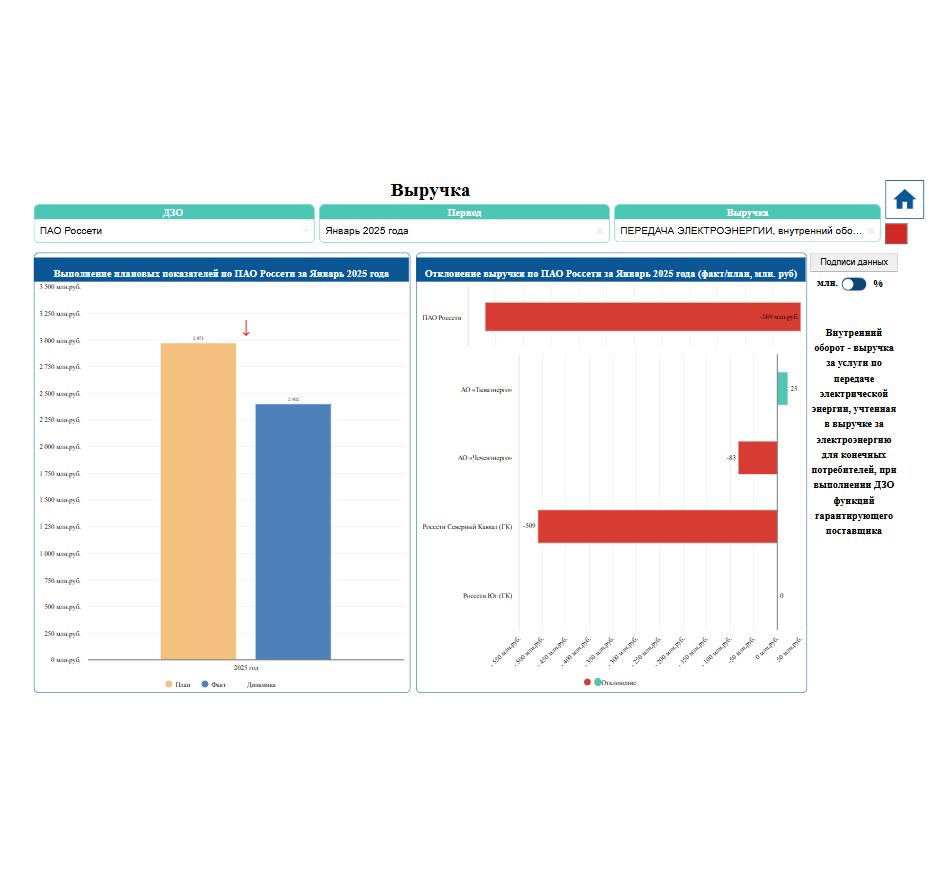 Выручка
ДЗО
ПАО Россети
Период
Январь 2025 года
Выручка
ПЕРЕДАЧА ЭЛЕКТРОЭНЕРГИИ, внутренний обо...
Выполнение плановых показателей по ПАО Россети за Январь 2025 года
3 500 млн.руб.
3 250 млн.руб.
3 000 млн.руб.
2 750 млн.руб.
2 500 млн.руб.
2 250 млн.руб.
2 000 млн.руб.
1 750 млн.руб.
1 500 млн.руб.
1 250 млн.руб.
1 000 млн.руб.
750 млн.руб.
500 млн.руб.
250 млн.руб.
0 млн.руб.
2 971
2 402
2025 год
План
Факт
Динамика
Отклонение выручки по ПАО Россети за Январь 2025 года (факт/план, млн. руб)
ПАО Россети
-569 млн.руб.
АО «Тываэнерго»
23
АО «Чеченэнерго»
-83
Россети Северный Кавказ (ГК)
-509
Россети Юг (ГК)
0
- 550 млн.руб.
- 500 млн.руб.
- 450 млн.руб.
- 400 млн.руб.
- 350 млн.руб.
- 300 млн.руб.
- 250 млн.руб.
- 200 млн.руб.
- 150 млн.руб.
- 100 млн.руб.
-50 млн.руб.
0 млн.руб.
50 млн.руб.
Отклонение
Подписи данных
млн.
%
Внутренний
оборот - выручка
за услуги по
передаче
электрической
энергии, учтенная
в выручке за
электроэнергию
для конечных
потребителей, при
выполнении ДЗО
функций
гарантирующего
поставщика